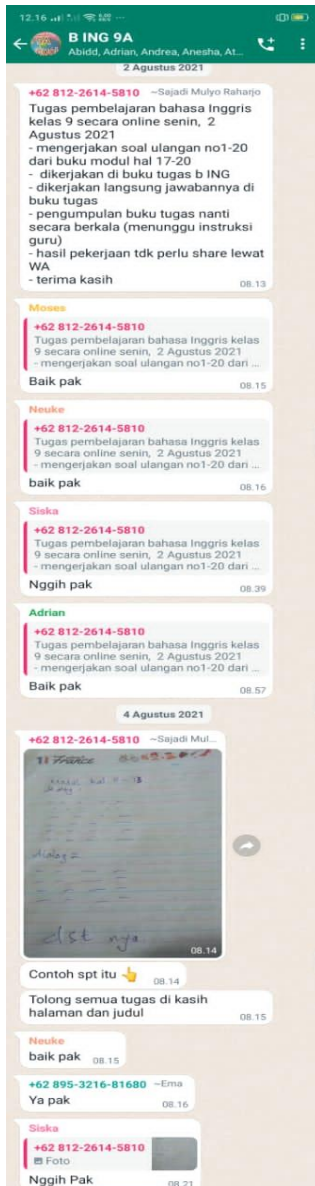 12.16
B ING 9A
Abidd, Adrian, Andrea, Anesha, At...
2 Agustus 2021
+62 812-2614-5810 ~Sajadi Mulyo Raharjo
Tugas pembelajaran bahasa Inggris
kelas 9 secara online senin, 2
Agustus 2021
- mengerjakan soal ulangan no1-20
dari buku modul hal 17-20
- dikerjakan di buku tugas b ING
- dikerjakan langsung jawabannya di
buku tugas
- pengumpulan buku tugas nanti
secara berkala (menunggu instruksi
guru)
- hasil pekerjaan tdk perlu share lewat
WA
- terima kasih
08.13
Moses
+62 812-2614-5810
Tugas pembelajaran bahasa Inggris kelas
9 secara online senin, 2 Agustus 2021
- mengerjakan soal ulangan no1-20 dari ...
Baik pak
08.15
Neuke
+62 812-2614-5810
Tugas pembelajaran bahasa Inggris kelas
9 secara online senin, 2 Agustus 2021
- mengerjakan soal ulangan no1-20 dari ...
baik pak
08.16
Siska
+62 812-2614-5810
Tugas pembelajaran bahasa Inggris kelas
9 secara online senin, 2 Agustus 2021
- mengerjakan soal ulangan no1-20 dari ...
Nggih pak
08.39
Adrian
+62 812-2614-5810
Tugas pembelajaran bahasa Inggris kelas
9 secara online senin, 2 Agustus 2021
- mengerjakan soal ulangan no1-20 dari ...
Baik pak
08.57
4 Agustus 2021
+62 812-2614-5810 ~Sajadi Mul...
hal
dialog 2
dst nya
08.14
Contoh spt itu 👆 08.14
Tolong semua tugas di kasih
halaman dan judul
08.15
Neuke
baik pak 08.15
+62 895-3216-81680 ~Ema
Ya pak
08.16
Siska
+62 812-2614-5810
Foto
Nggih Pak
08.21